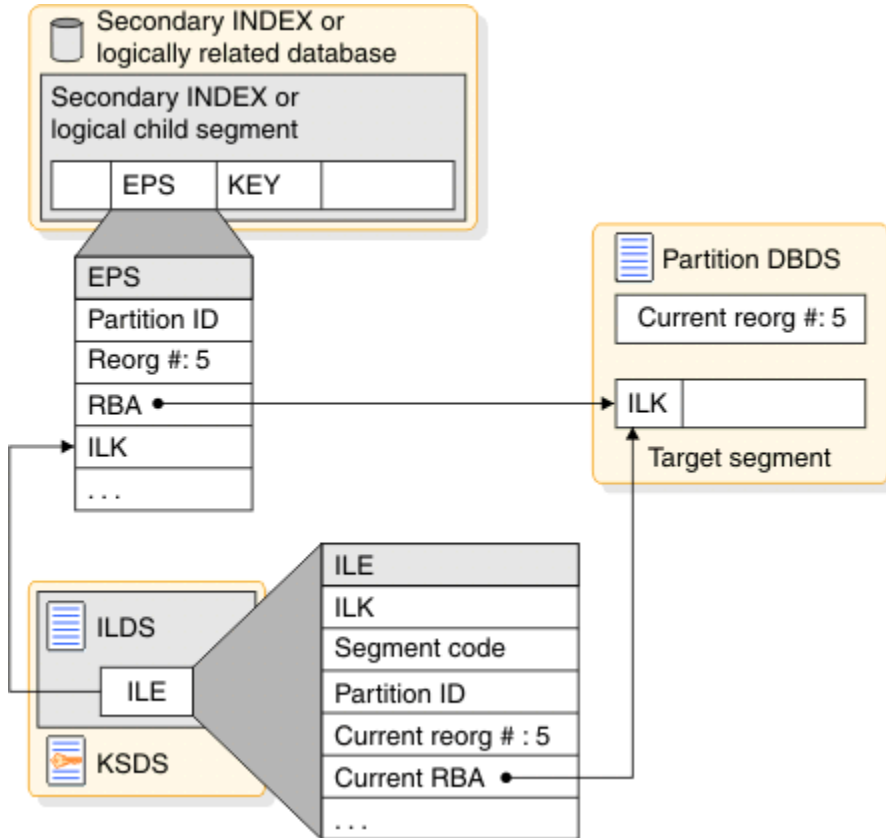 Secondary INDEX or
logically related database
Secondary INDEX or
logical child segment
EPS KEY
EPS
Partition ID
Reorg #: 5
RBA
ILK
. . .
Partition DBDS
Current reorg #: 5
ILK
Target segment
ILDS
ILE
KSDS
ILE
ILK
Segment code
Partition ID
Current reorg # : 5
Current RBA
. . .